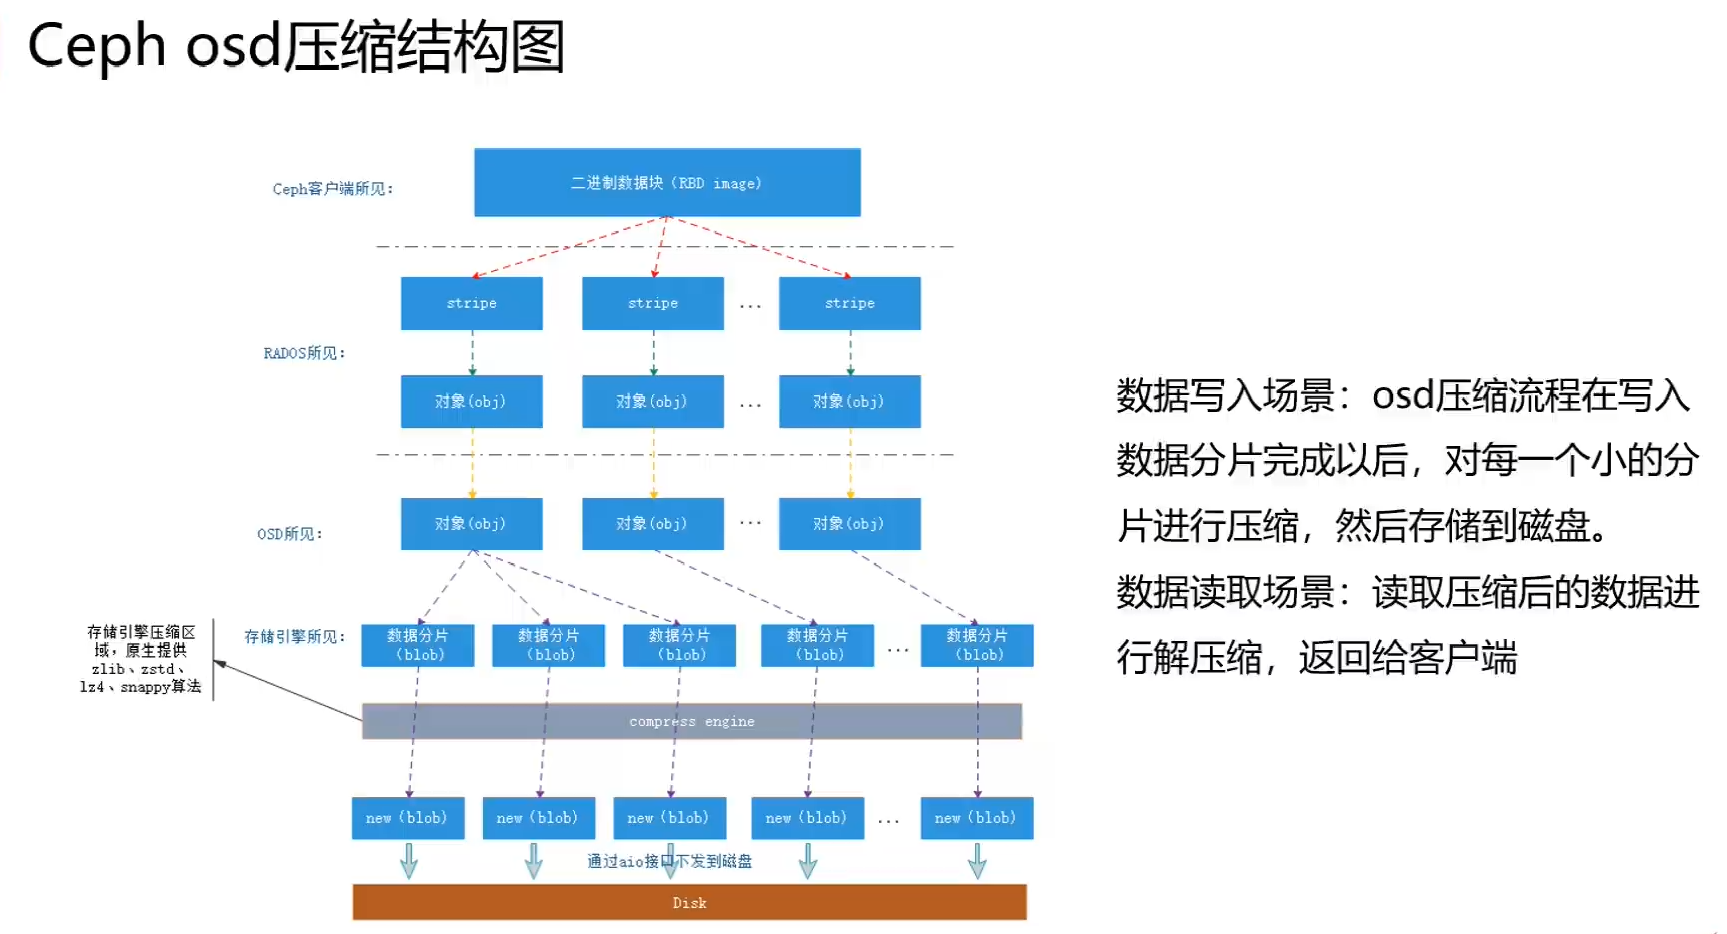 Ceph osd压缩结构图
Ceph客户端所见：
二进制数据块（RBD image）
stripe
stripe
...
stripe
RADOS所见：
对象(obj)
对象(obj)
...
对象(obj)
OSD所见：
对象(obj)
对象(obj)
...
对象(obj)
存储引擎压缩区
域，原生提供
zlib、zstd、
lz4、snappy算法
存储引擎所见：
数据分片
（blob）
数据分片
（blob）
数据分片
（blob）
数据分片
（blob）
...
数据分片
（blob）
compress engine
new（blob）
new（blob）
new（blob）
new（blob）
...
new（blob）
通过aio接口下发到磁盘
Disk
数据写入场景：osd压缩流程在写入
数据分片完成以后，对每一个小的分
片进行压缩，然后存储到磁盘。
数据读取场景：读取压缩后的数据进
行解压缩，返回给客户端